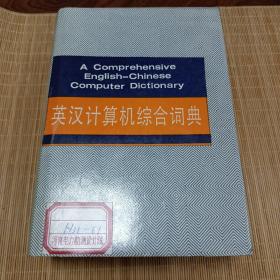 A Comprehensive
English-Chinese
Computer Dictionary
英汉计算机综合词典